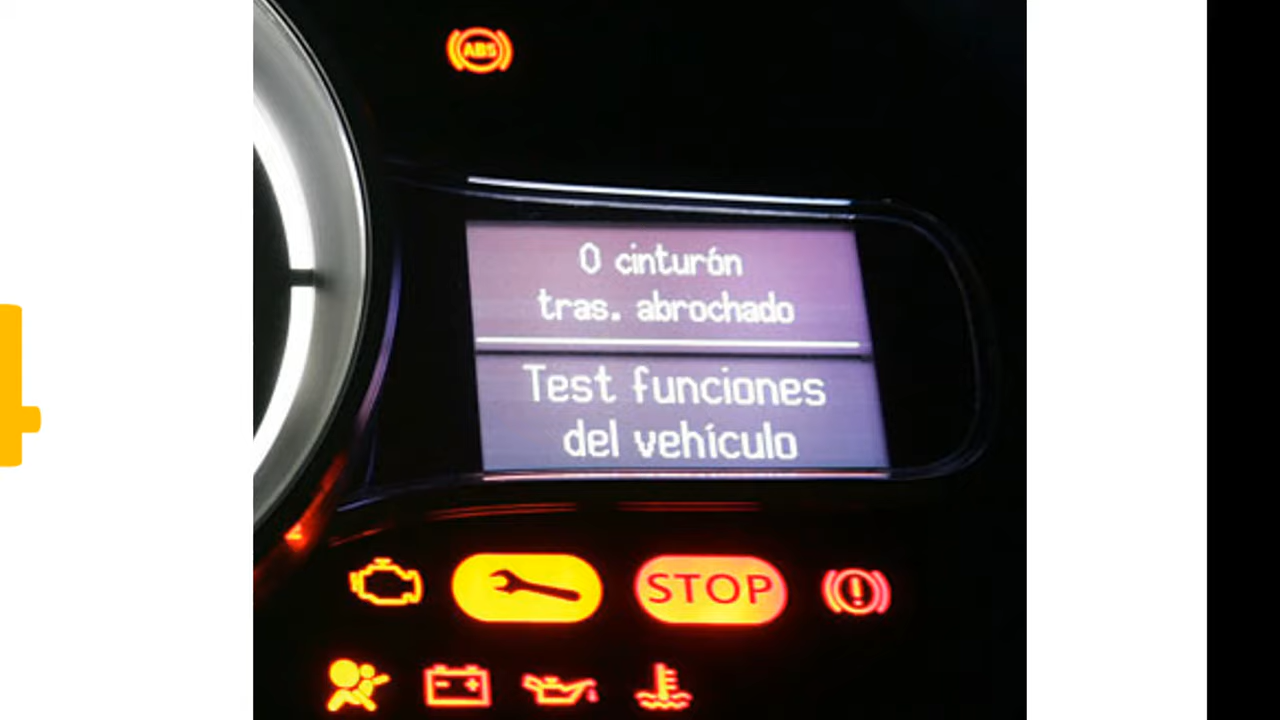 ABS
0 cinturón
tras. abrochado
Test funciones
del vehículo
STOP